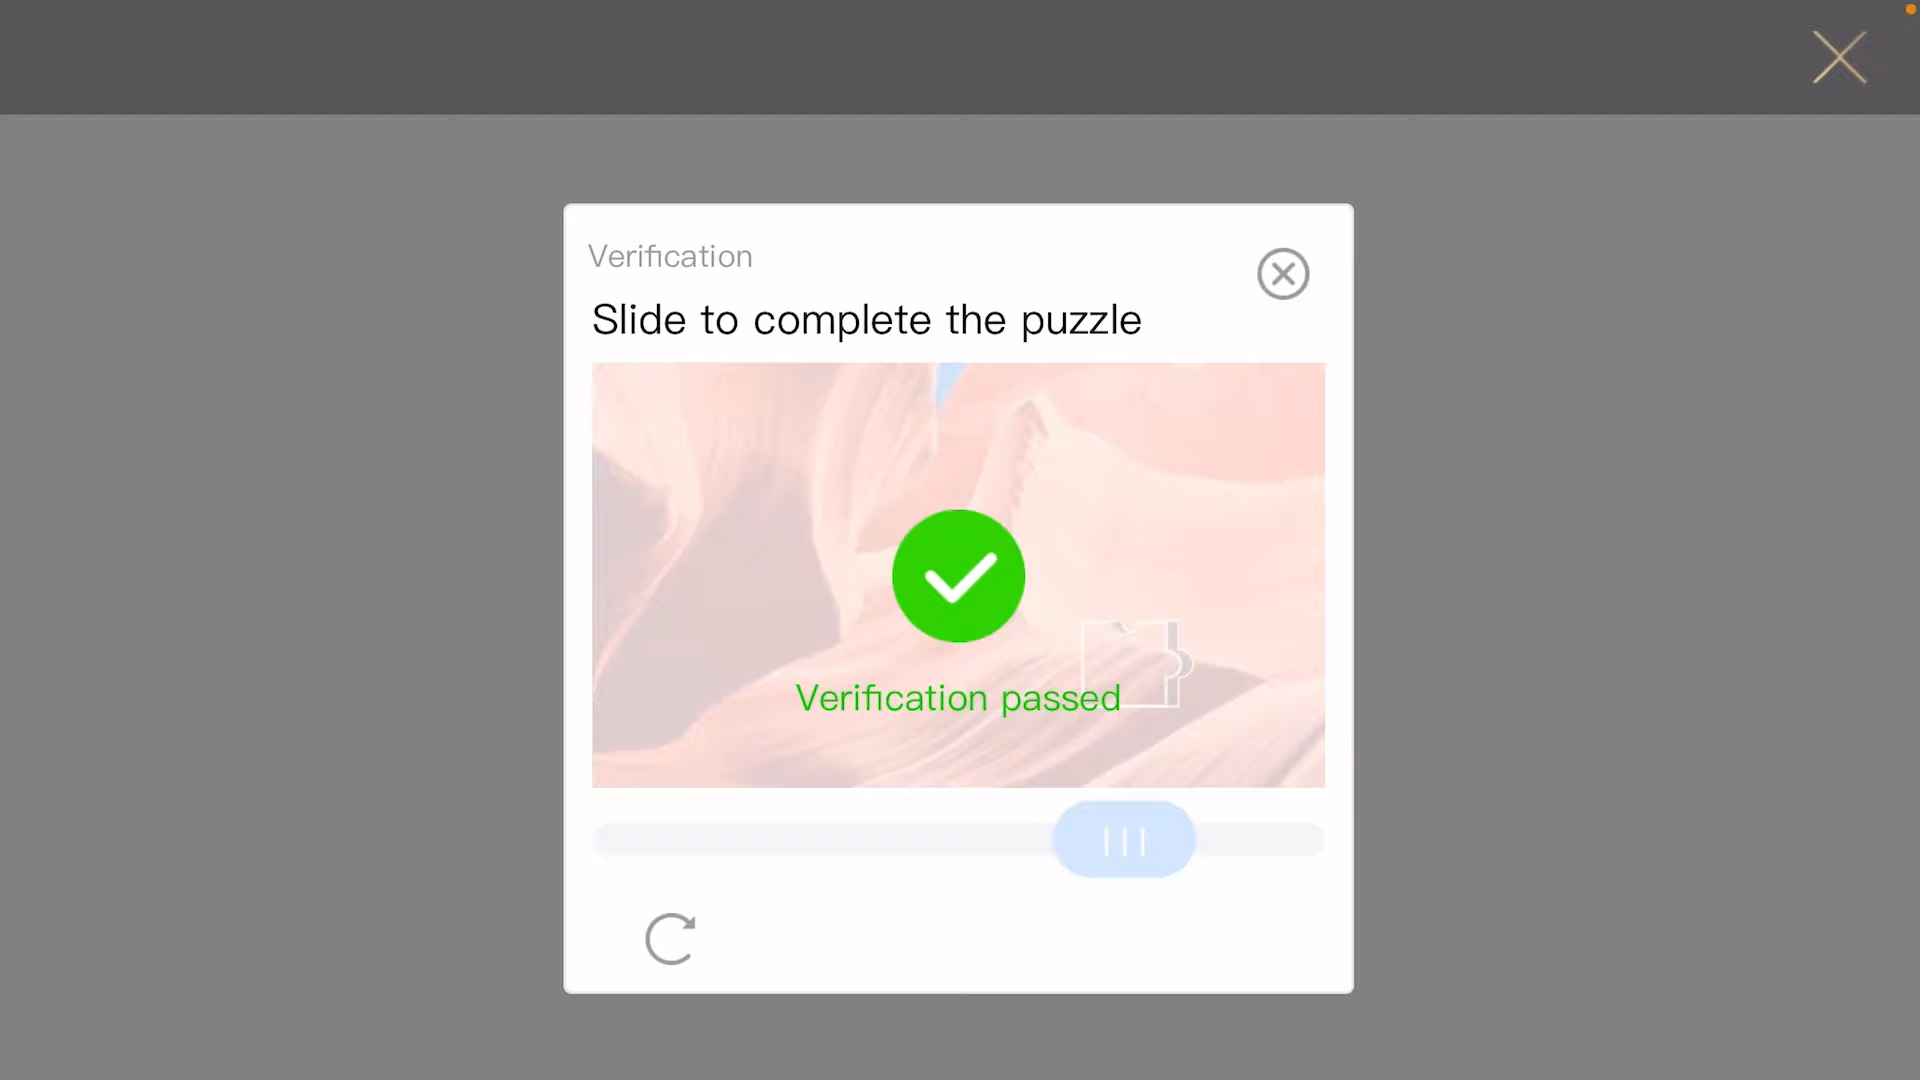 Verification
Slide to complete the puzzle
Verification passed